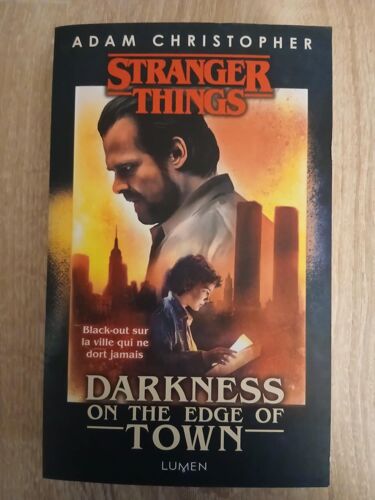 ADAM CHRISTOPHER
STRANGER
THINGS
Black-out sur
la ville qui ne
dort jamais
DARKNESS
ON THE EDGE OF
TOWN
LUMEN